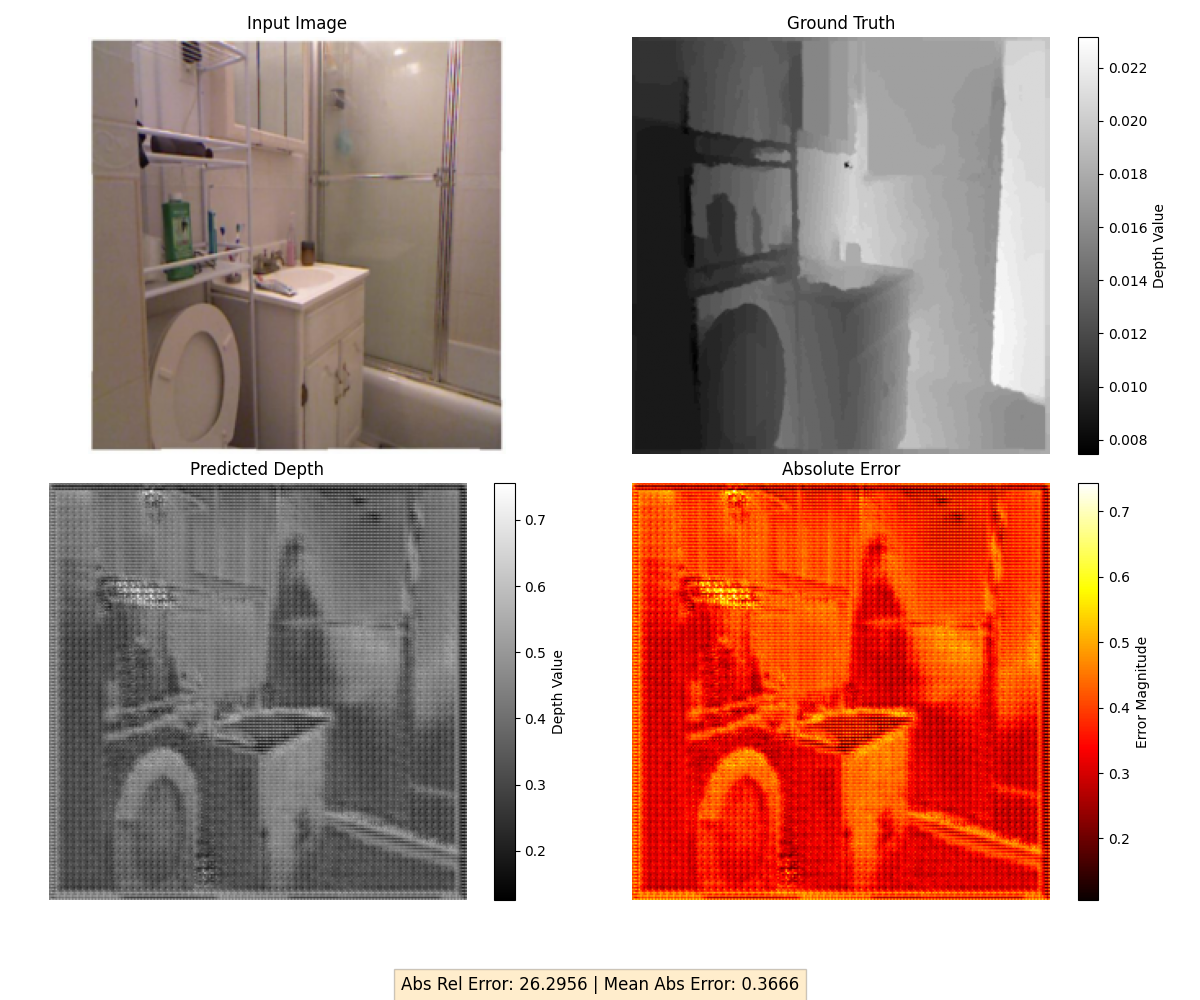 Input Image
Ground Truth
0.022
0.020
0.018
0.016
0.014
0.012
0.010
0.008
Depth Value
Predicted Depth
Absolute Error
0.7
0.6
0.5
0.4
0.3
0.2
Depth Value
0.7
0.6
0.5
0.4
0.3
0.2
Error Magnitude
Abs Rel Error: 26.2956 | Mean Abs Error: 0.3666